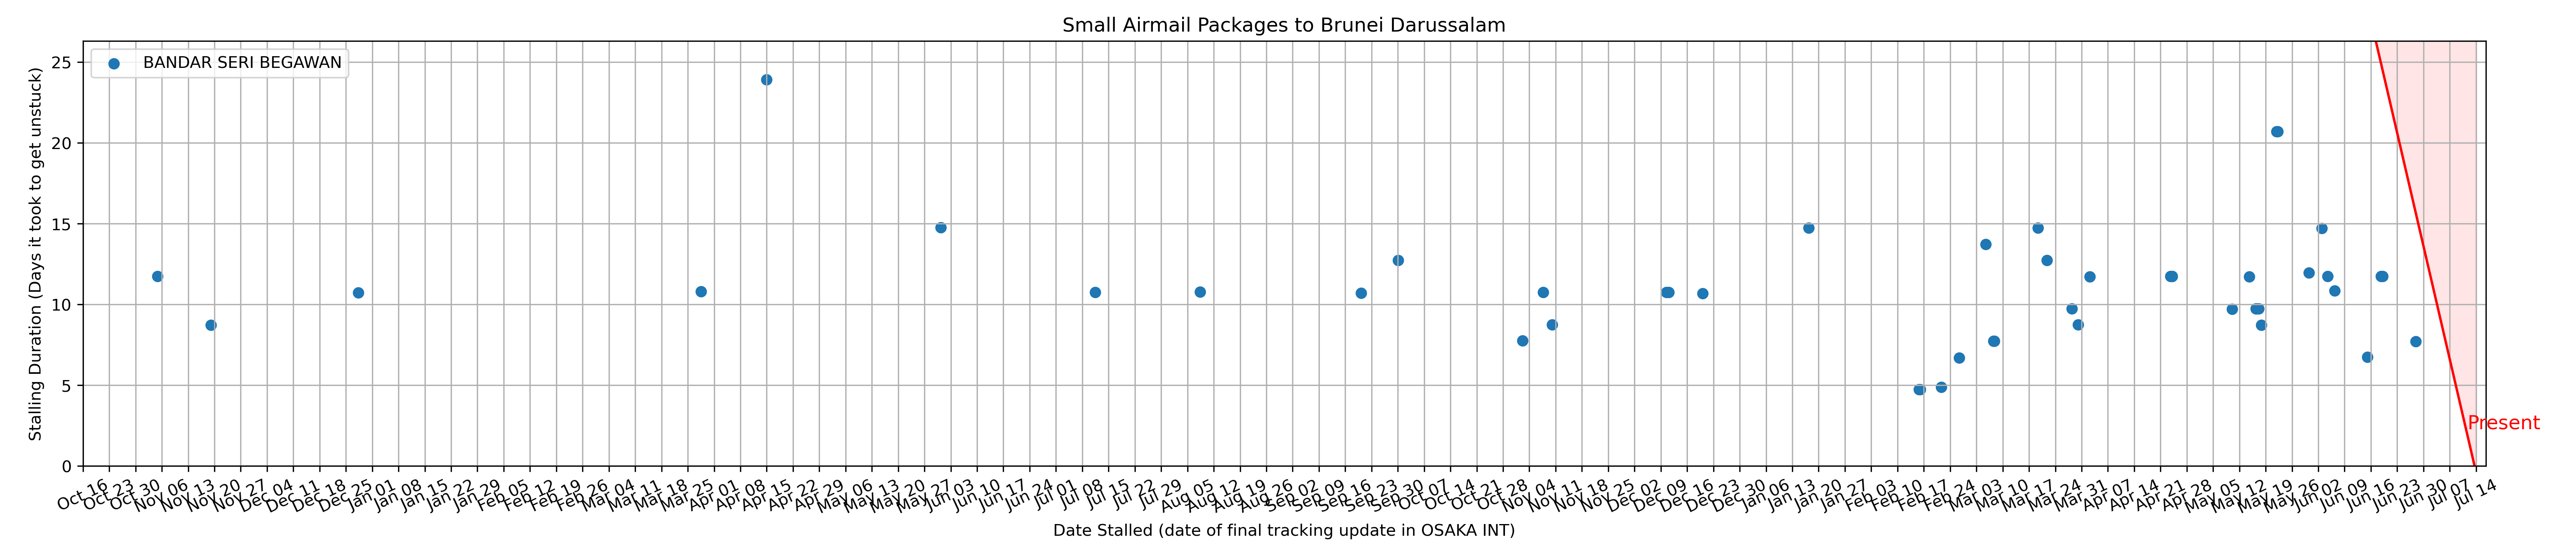 Small Airmail Packages to Brunei Darussalam
BANDAR SERI BEGAWAN
Stalling Duration (Days it took to get unstuck)
25
20
15
10
5
0
Present
Oct 16
Oct 23
Oct 30
Nov 06
Nov 13
Nov 20
Nov 27
Dec 04
Dec 11
Dec 18
Dec 25
Jan 01
Jan 08
Jan 15
Jan 22
Jan 29
Feb 05
Feb 12
Feb 19
Feb 26
Mar 04
Mar 11
Mar 18
Mar 25
Apr 01
Apr 08
Apr 15
Apr 22
Apr 29
May 06
May 13
May 20
May 27
Jun 03
Jun 10
Jun 17
Jun 24
Jul 01
Jul 08
Jul 15
Jul 22
Jul 29
Aug 05
Aug 12
Aug 19
Aug 26
Sep 02
Sep 09
Sep 16
Sep 23
Sep 30
Oct 07
Oct 14
Oct 21
Oct 28
Nov 04
Nov 11
Nov 18
Nov 25
Dec 02
Dec 09
Dec 16
Dec 23
Dec 30
Jan 06
Jan 13
Jan 20
Jan 27
Feb 03
Feb 10
Feb 17
Feb 24
Mar 03
Mar 10
Mar 17
Mar 24
Mar 31
Apr 07
Apr 14
Apr 21
Apr 28
May 05
May 12
May 19
May 26
Jun 02
Jun 09
Jun 16
Jun 23
Jun 30
Jul 07
Jul 14
Date Stalled (date of final tracking update in OSAKA INT)